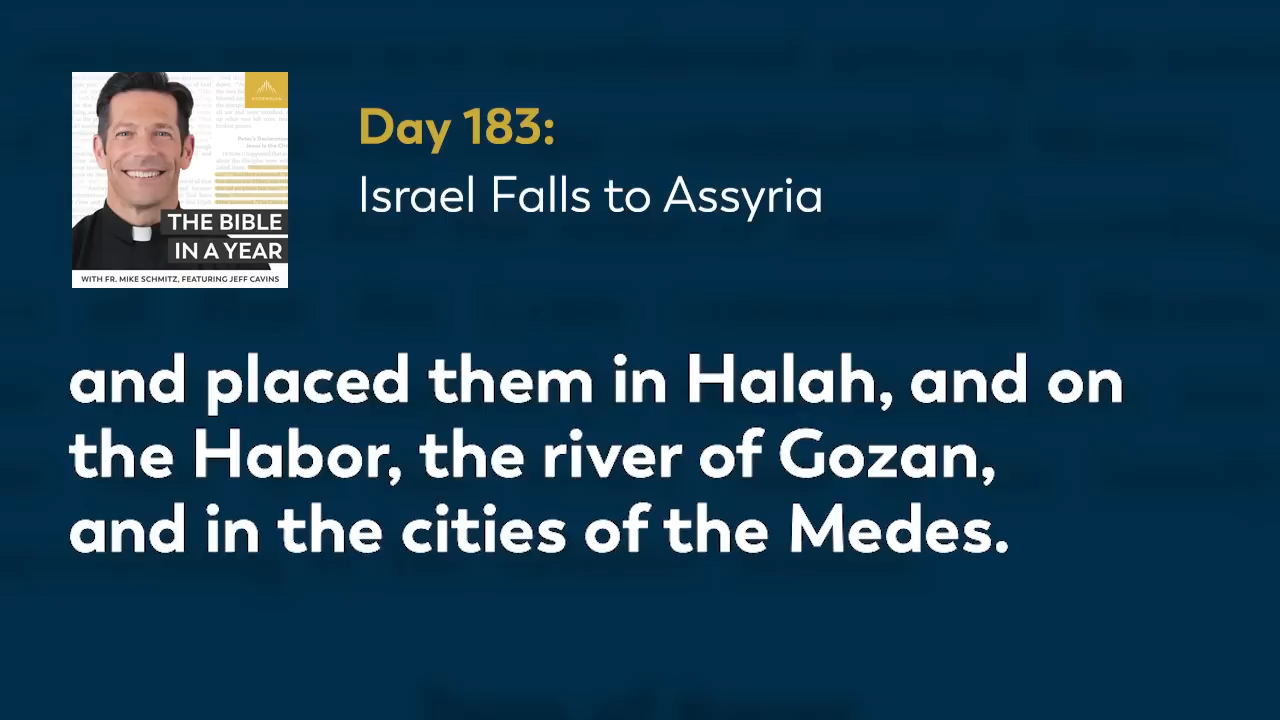 Day 183:
Israel Falls to Assyria
THE BIBLE
IN A YEAR
WITH FR. MIKE SCHMITZ, FEATURING JEFF CAVINS
and placed them in Halah, and on
the Habor, the river of Gozan,
and in the cities of the Medes.